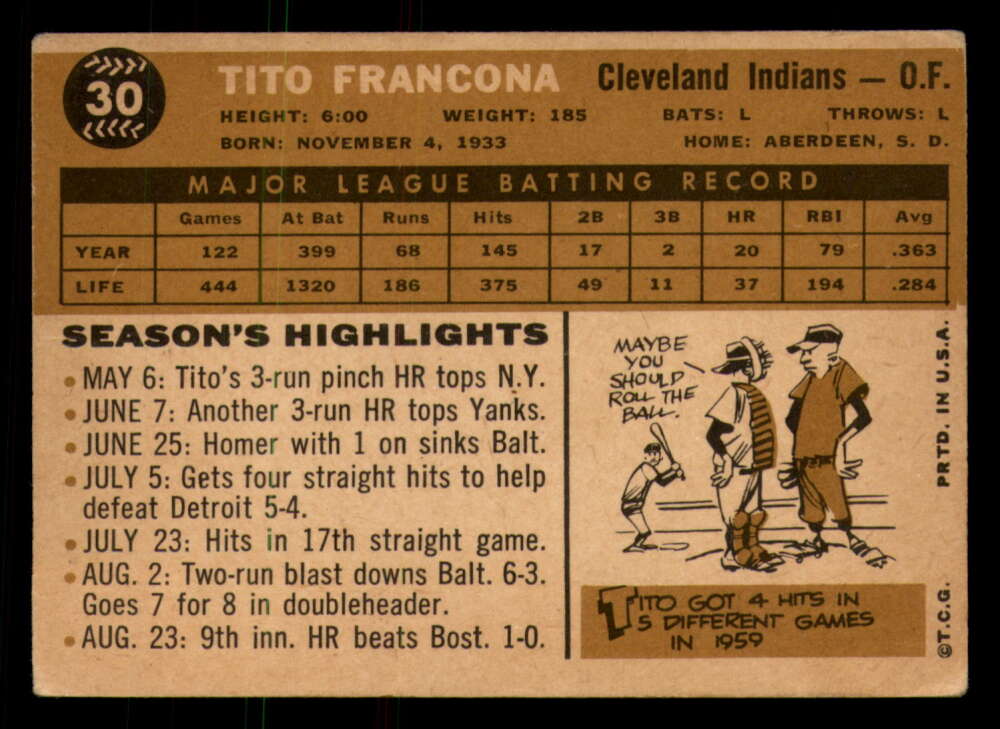 30
TITO FRANCONA Cleveland Indians — O.F.
HEIGHT: 6:00 WEIGHT: 185 BATS: L THROWS: L
BORN: NOVEMBER 4, 1933 HOME: ABERDEEN, S. D.
MAJOR LEAGUE BATTING RECORD
Games At Bat Runs Hits 2B 3B HR RBI Avg
YEAR 122 399 68 145 17 2 20 79 .363
LIFE 444 1320 186 375 49 11 37 194 .284
SEASON'S HIGHLIGHTS
• MAY 6: Tito's 3-run pinch HR tops N.Y.
• JUNE 7: Another 3-run HR tops Yanks.
• JUNE 25: Homer with 1 on sinks Balt.
• JULY 5: Gets four straight hits to help
defeat Detroit 5-4.
• JULY 23: Hits in 17th straight game.
• AUG. 2: Two-run blast downs Balt. 6-3.
Goes 7 for 8 in doubleheader.
• AUG. 23: 9th inn. HR beats Bost. 1-0.
MAYBE
YOU
SHOULD
ROLL THE
BALL.
TITO GOT 4 HITS IN
5 DIFFERENT GAMES
IN 1959
PRTD. IN U.S.A.
©T.C.G.